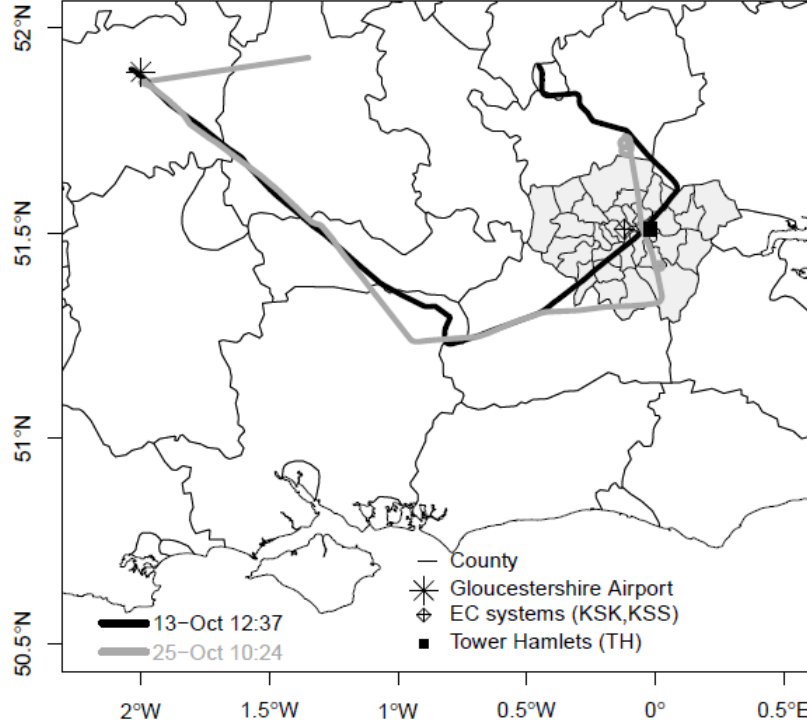 52°N
51.5°N
51°N
50.5°N
County
Gloucestershire Airport
EC systems (KSK,KSS)
Tower Hamlets (TH)
13−Oct 12:37
25−Oct 10:24
2°W
1.5°W
1°W
0.5°W
0°
0.5°E